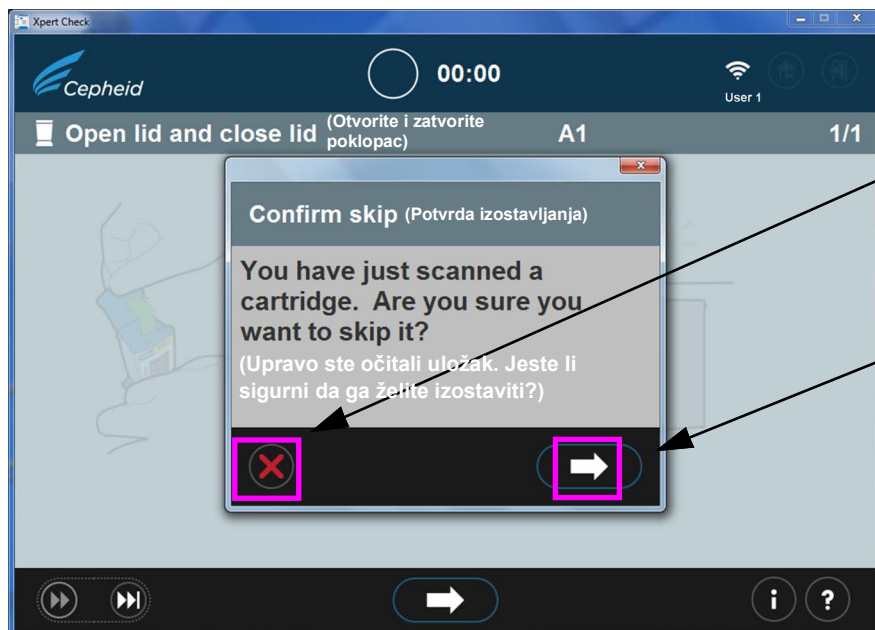 Xpert Check
Cepheid
00:00
User 1
Open lid and close lid (Otvorite i zatvorite
poklopac)
A1
1/1
Confirm skip (Potvrda izostavljanja)
You have just scanned a
cartridge. Are you sure you
want to skip it?
(Upravo ste očitali uložak. Jeste li
sigurni da ga želite izostaviti?)
i
?